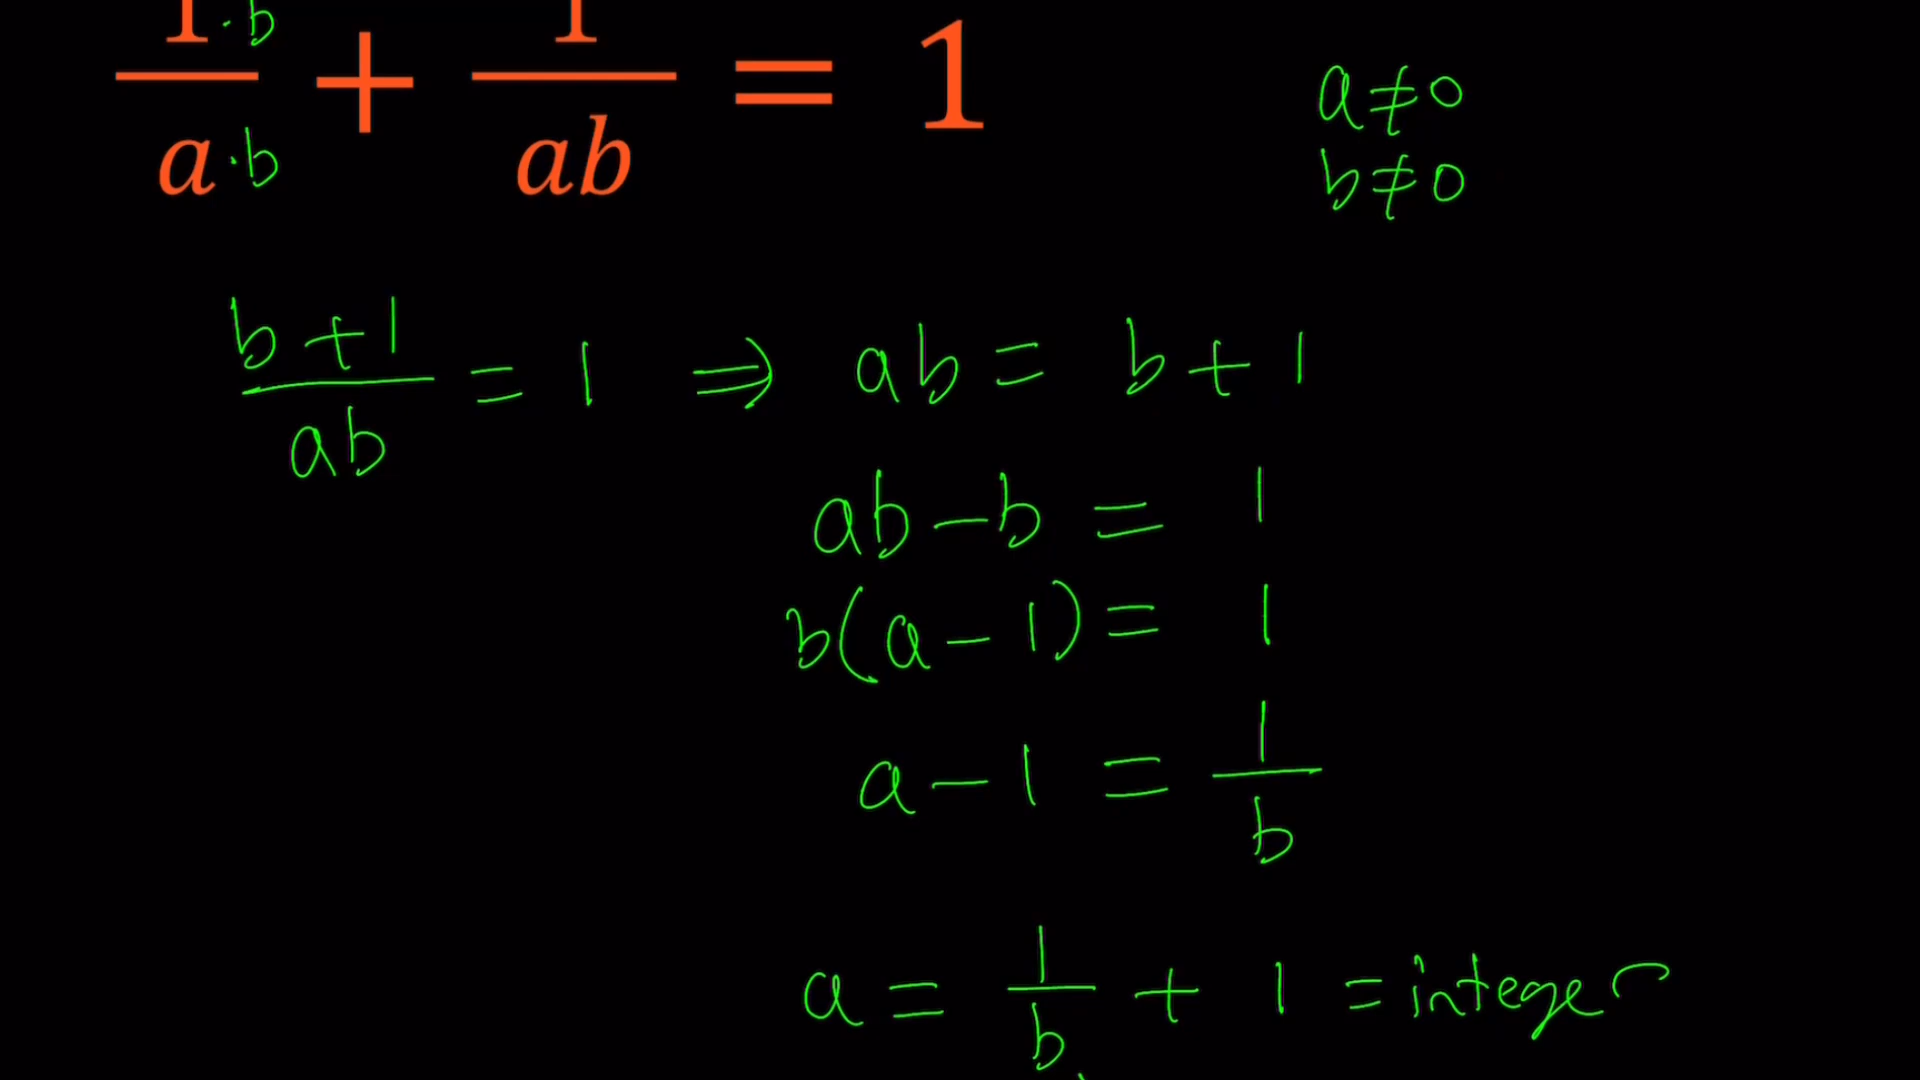 1·b/a·b + 1/ab = 1
a ≠ 0
b ≠ 0
b+1/ab = 1 ⇒ ab = b + 1
ab − b = 1
b(a − 1) = 1
a − 1 = 1/b
a = 1/b + 1 = integer